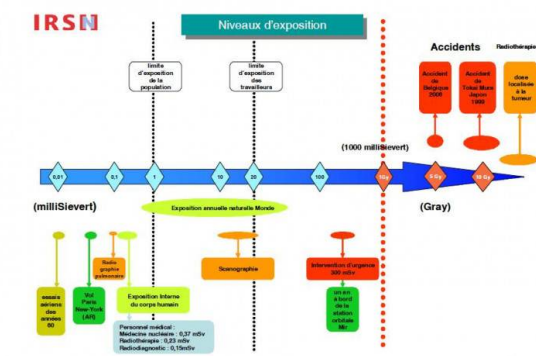 IRSN
Niveaux d'exposition
Accidents
Radiothérapie
limite
d'exposition
de la
population
limite
d'exposition
des
travailleurs
Accident
de
Belgique
2006
Accident
de
Tokai Mura
Japon
1999
dose
focalisée
à la
tumeur
(1000 milliSievert)
0,01
0,1
1
10
20
100
1Gy
5 Gy
10 Gy
(milliSievert)
(Gray)
Exposition annuelle naturelle Monde
Radio
graphie
pulmonaire
Scanographie
Intervention d'urgence
300 mSv
essais
aériens
des
années
60
Vol
Paris
New-York
(AR)
Exposition Interne
du corps humain
un an
à bord
de la
station
orbitale
Mir
Personnel médical :
Médecine nucléaire : 0,37 mSv
Radiothérapie : 0,23 mSv
Radiodiagnostic : 0,15mSv